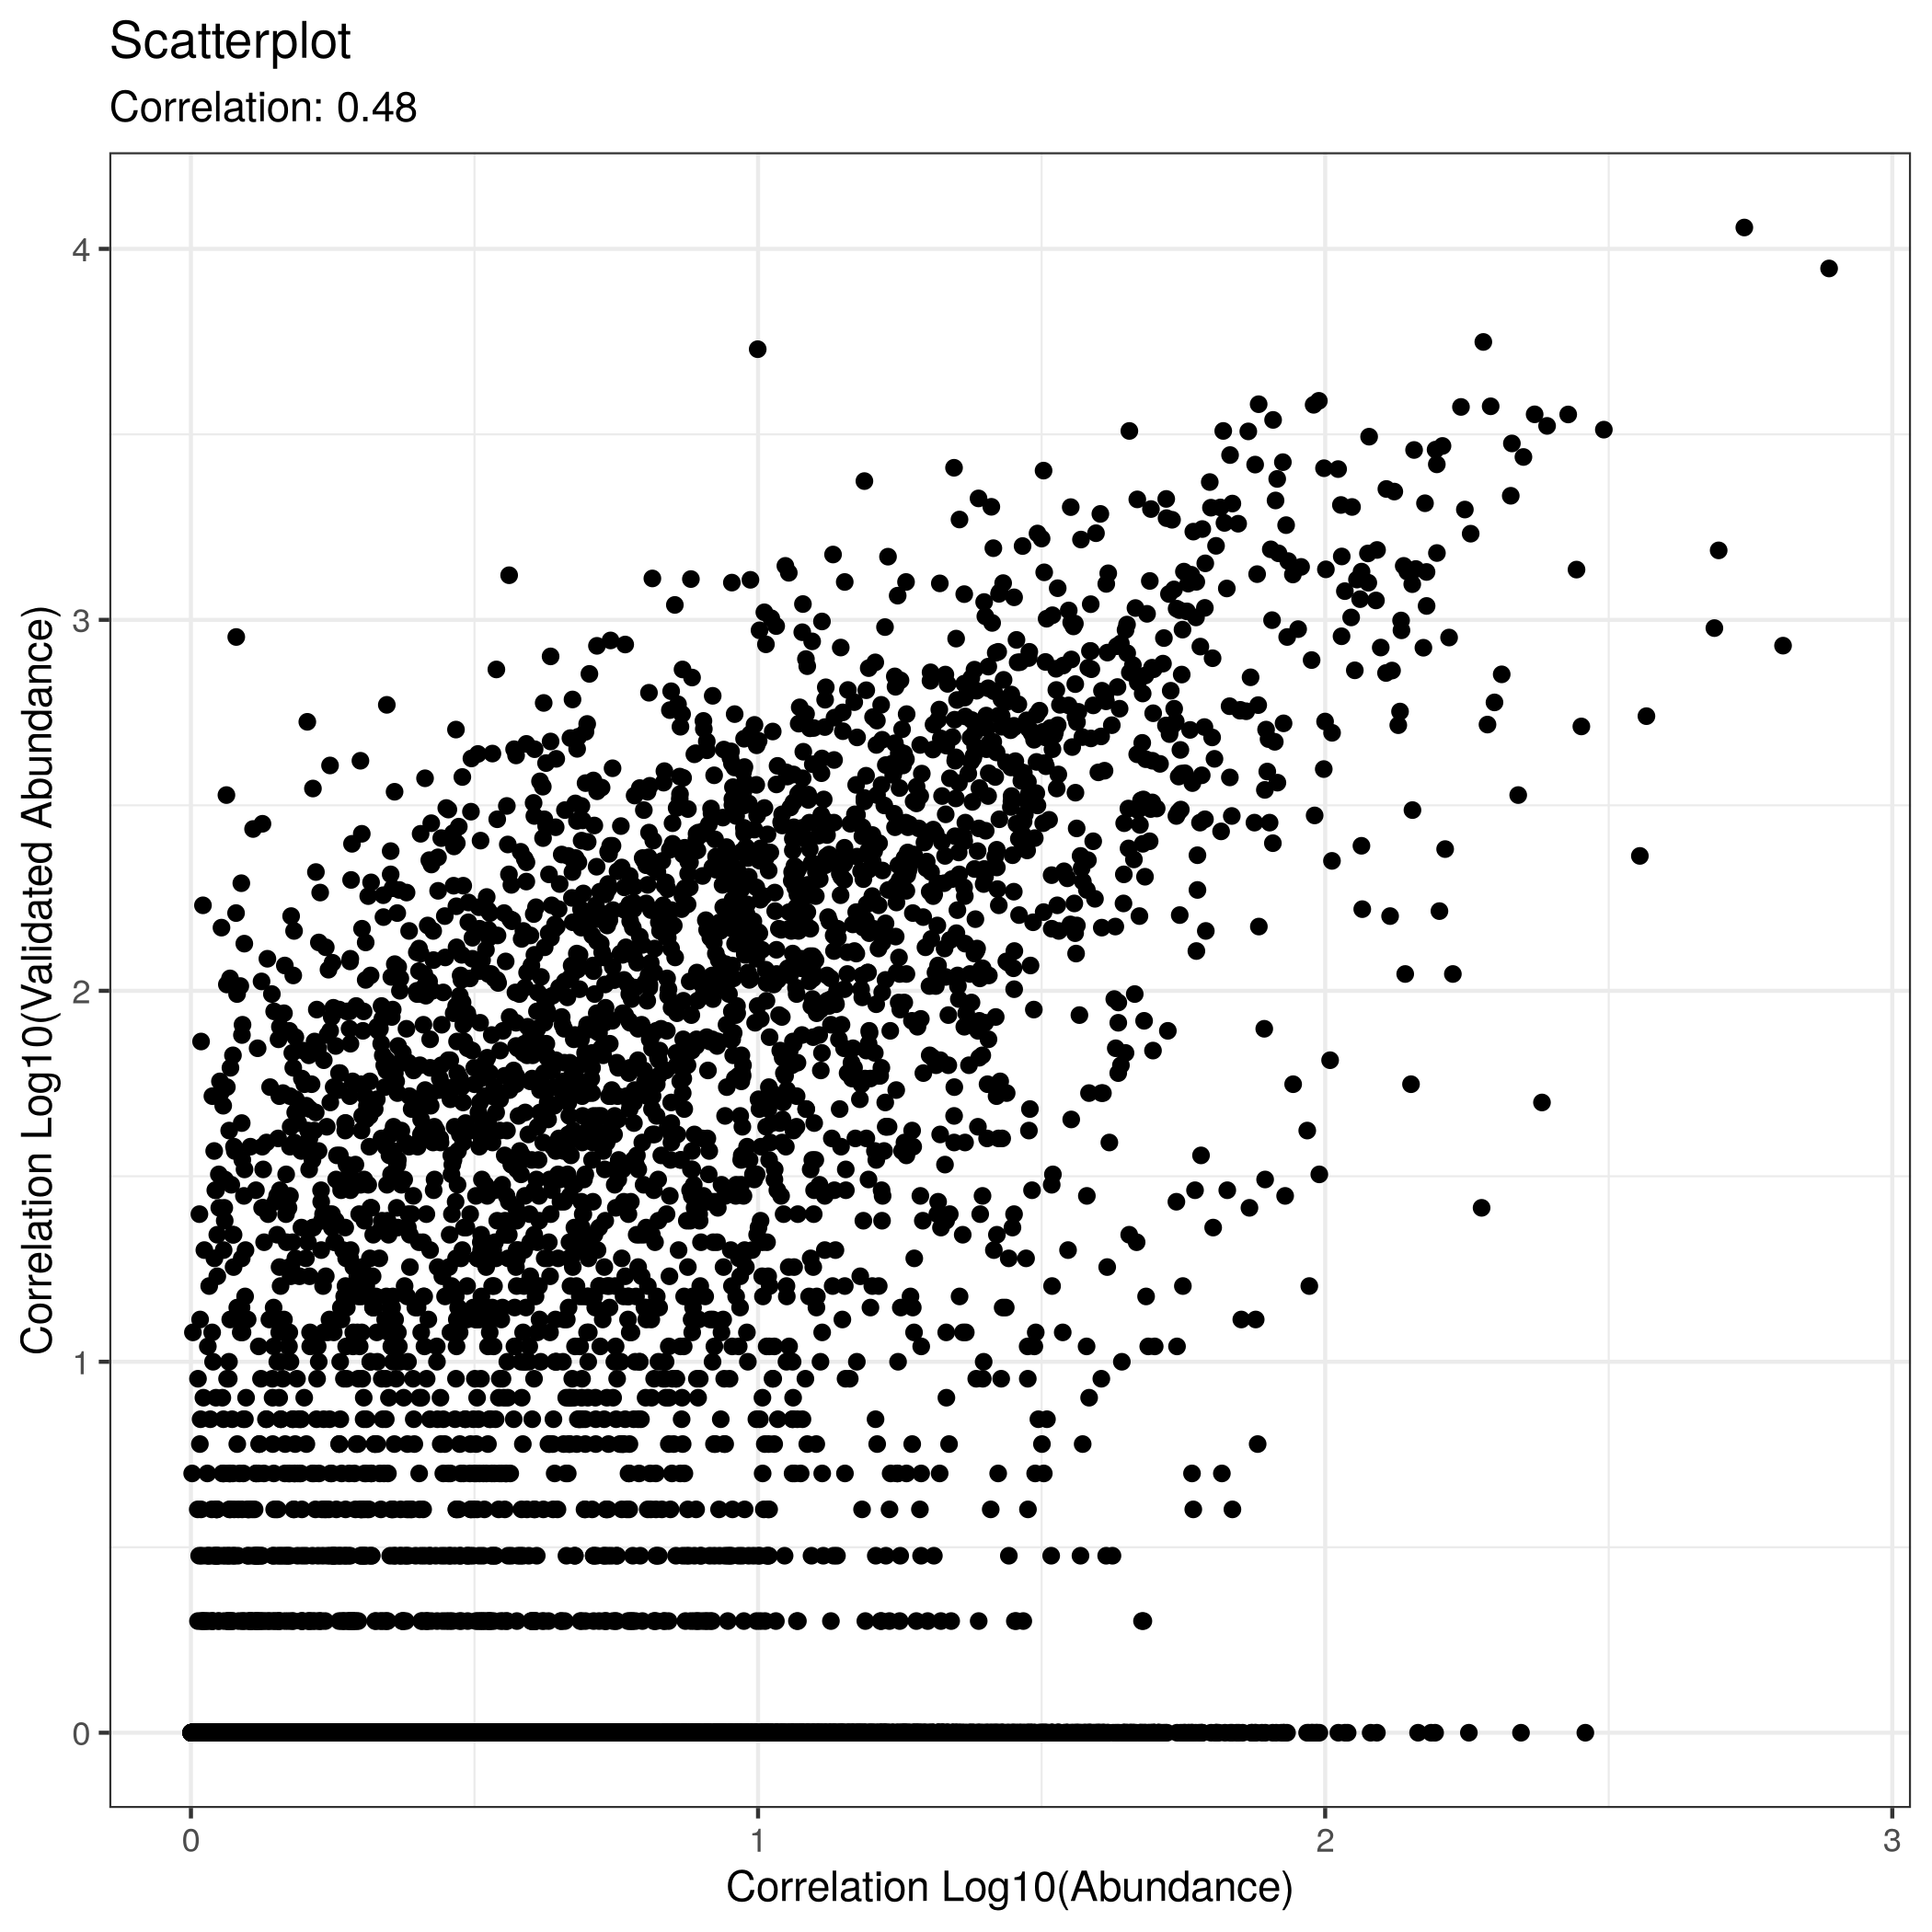 Scatterplot
Correlation: 0.48
4
3
2
1
0
Correlation Log10(Validated Abundance)
0
1
2
3
Correlation Log10(Abundance)